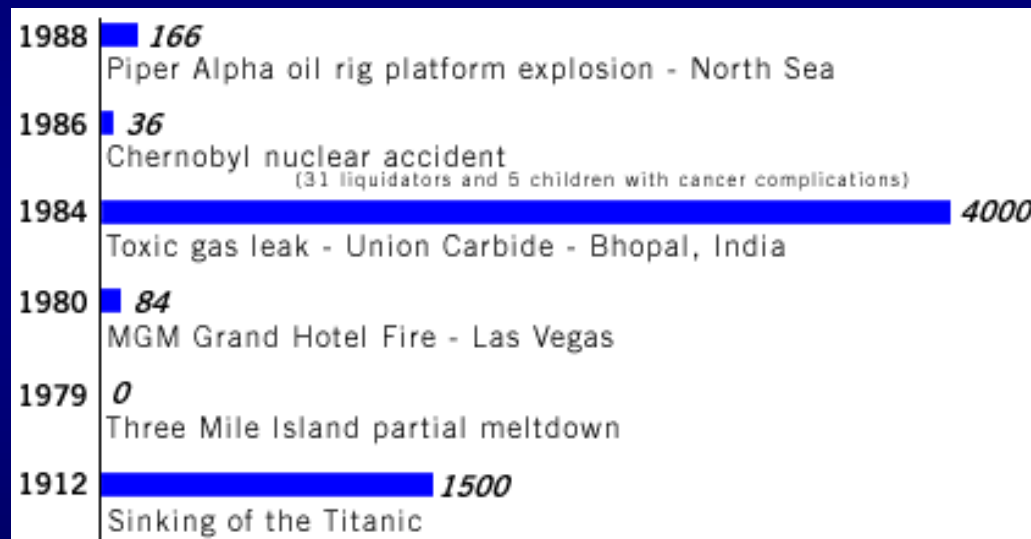 1988 166
Piper Alpha oil rig platform explosion - North Sea
1986 36
Chernobyl nuclear accident
(31 liquidators and 5 children with cancer complications)
1984 4000
Toxic gas leak - Union Carbide - Bhopal, India
1980 84
MGM Grand Hotel Fire - Las Vegas
1979 0
Three Mile Island partial meltdown
1912 1500
Sinking of the Titanic